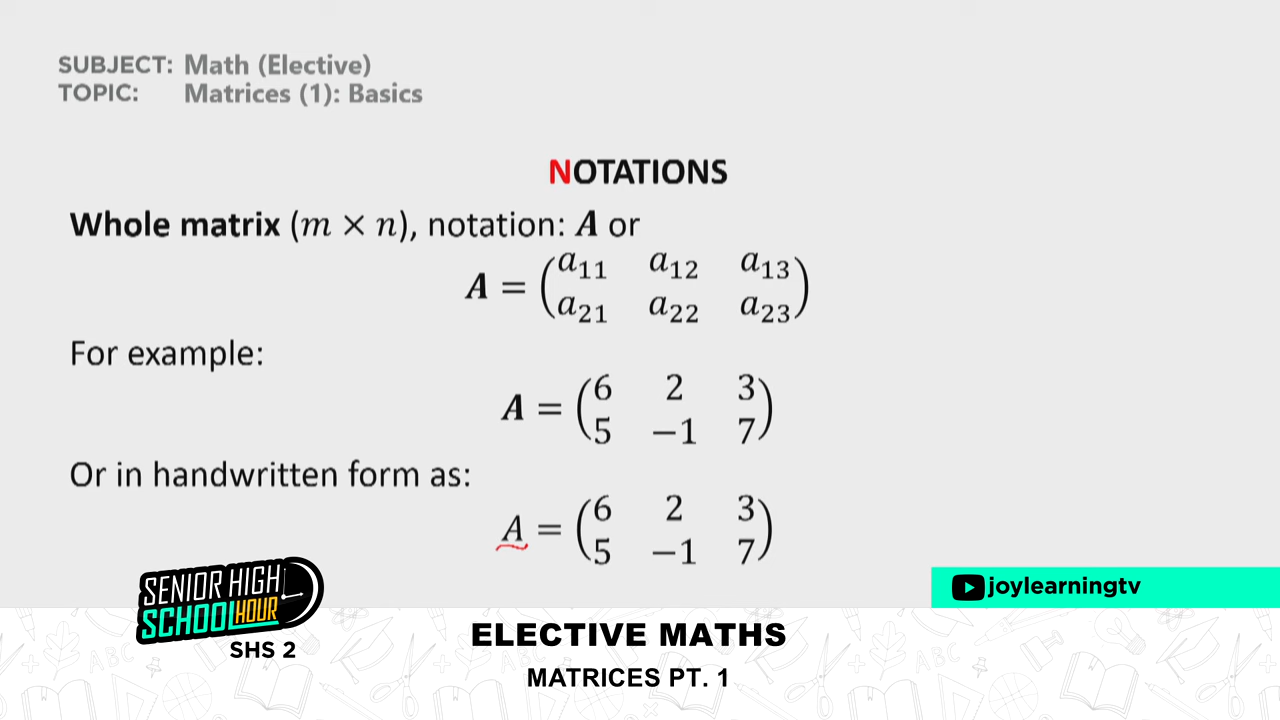 SUBJECT: Math (Elective)
TOPIC: Matrices (1): Basics
NOTATIONS
Whole matrix (m × n), notation: A or
A = (a₁₁ a₁₂ a₁₃
a₂₁ a₂₂ a₂₃)
For example:
A = (6 2 3
5 −1 7)
Or in handwritten form as:
A = (6 2 3
5 −1 7)
SENIOR HIGH
SCHOOL HOUR
SHS 2
joylearningtv
ELECTIVE MATHS
MATRICES PT. 1
ABC
ABC